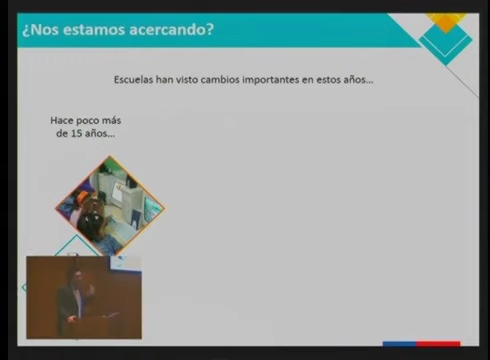 ¿Nos estamos acercando?
Escuelas han visto cambios importantes en estos años...
Hace poco más
de 15 años...